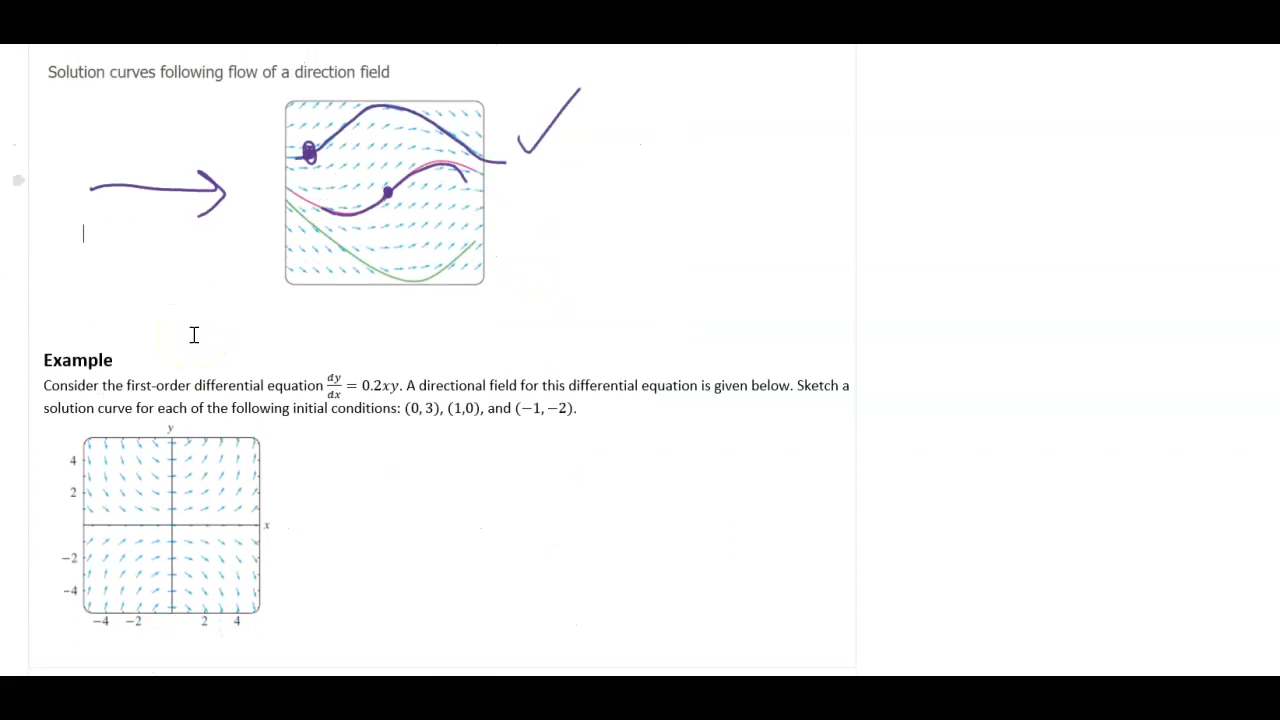 Solution curves following flow of a direction field
Example
Consider the first-order differential equation dy/dx = 0.2xy. A directional field for this differential equation is given below. Sketch a
solution curve for each of the following initial conditions: (0, 3), (1,0), and (−1, −2).
y
4
2
x
−2
−4
−4 −2 2 4